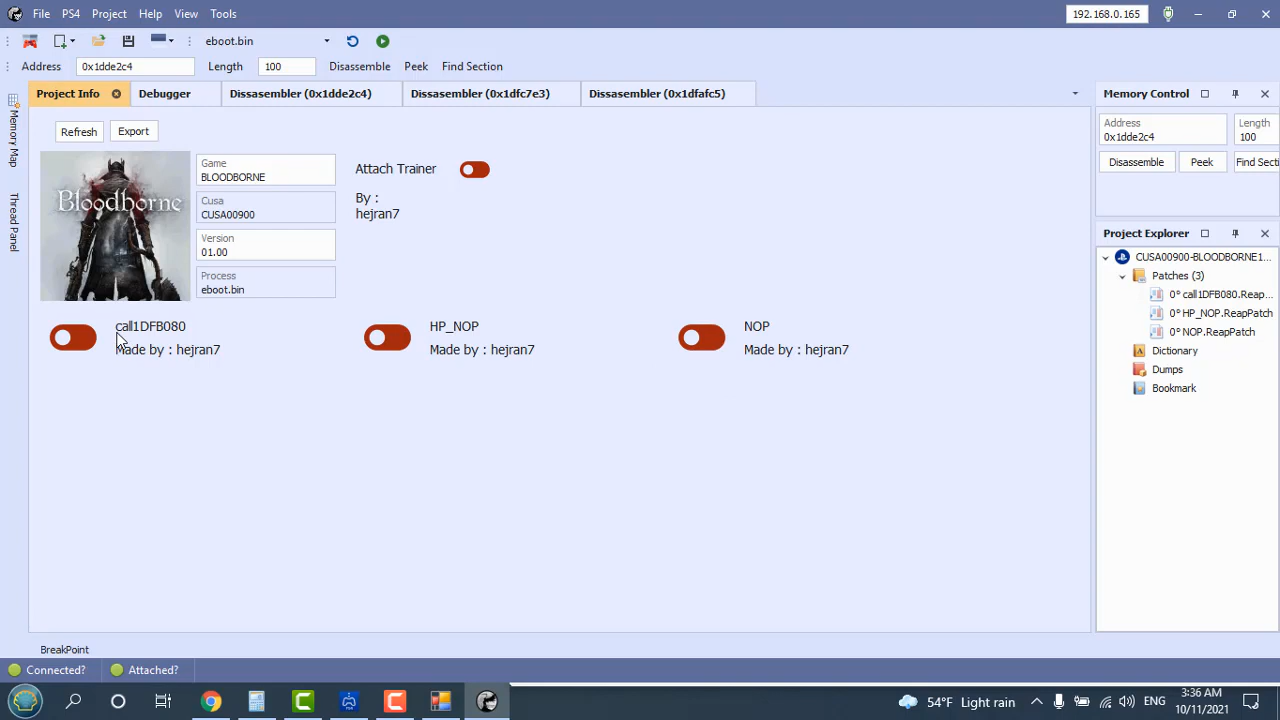 File PS4 Project Help View Tools 192.168.0.165
eboot.bin
Address 0x1dde2c4 Length 100 Disassemble Peek Find Section
Project Info Debugger Dissasembler (0x1dde2c4) Dissasembler (0x1dfc7e3) Dissasembler (0x1dfafc5)
Memory Map
Thread Panel
Refresh Export
Bloodborne
Game
BLOODBORNE
Cusa
CUSA00900
Version
01.00
Process
eboot.bin
Attach Trainer
By :
hejran7
call1DFB080
Made by : hejran7
HP_NOP
Made by : hejran7
NOP
Made by : hejran7
Memory Control
Address
0x1dde2c4
Length
100
Disassemble Peek Find Secti
Project Explorer
CUSA00900-BLOODBORNE1...
Patches (3)
0° call1DFB080.Reap...
0° HP_NOP.ReapPatch
0° NOP.ReapPatch
Dictionary
Dumps
Bookmark
BreakPoint
Connected? Attached?
54°F Light rain ENG
3:36 AM
10/11/2021